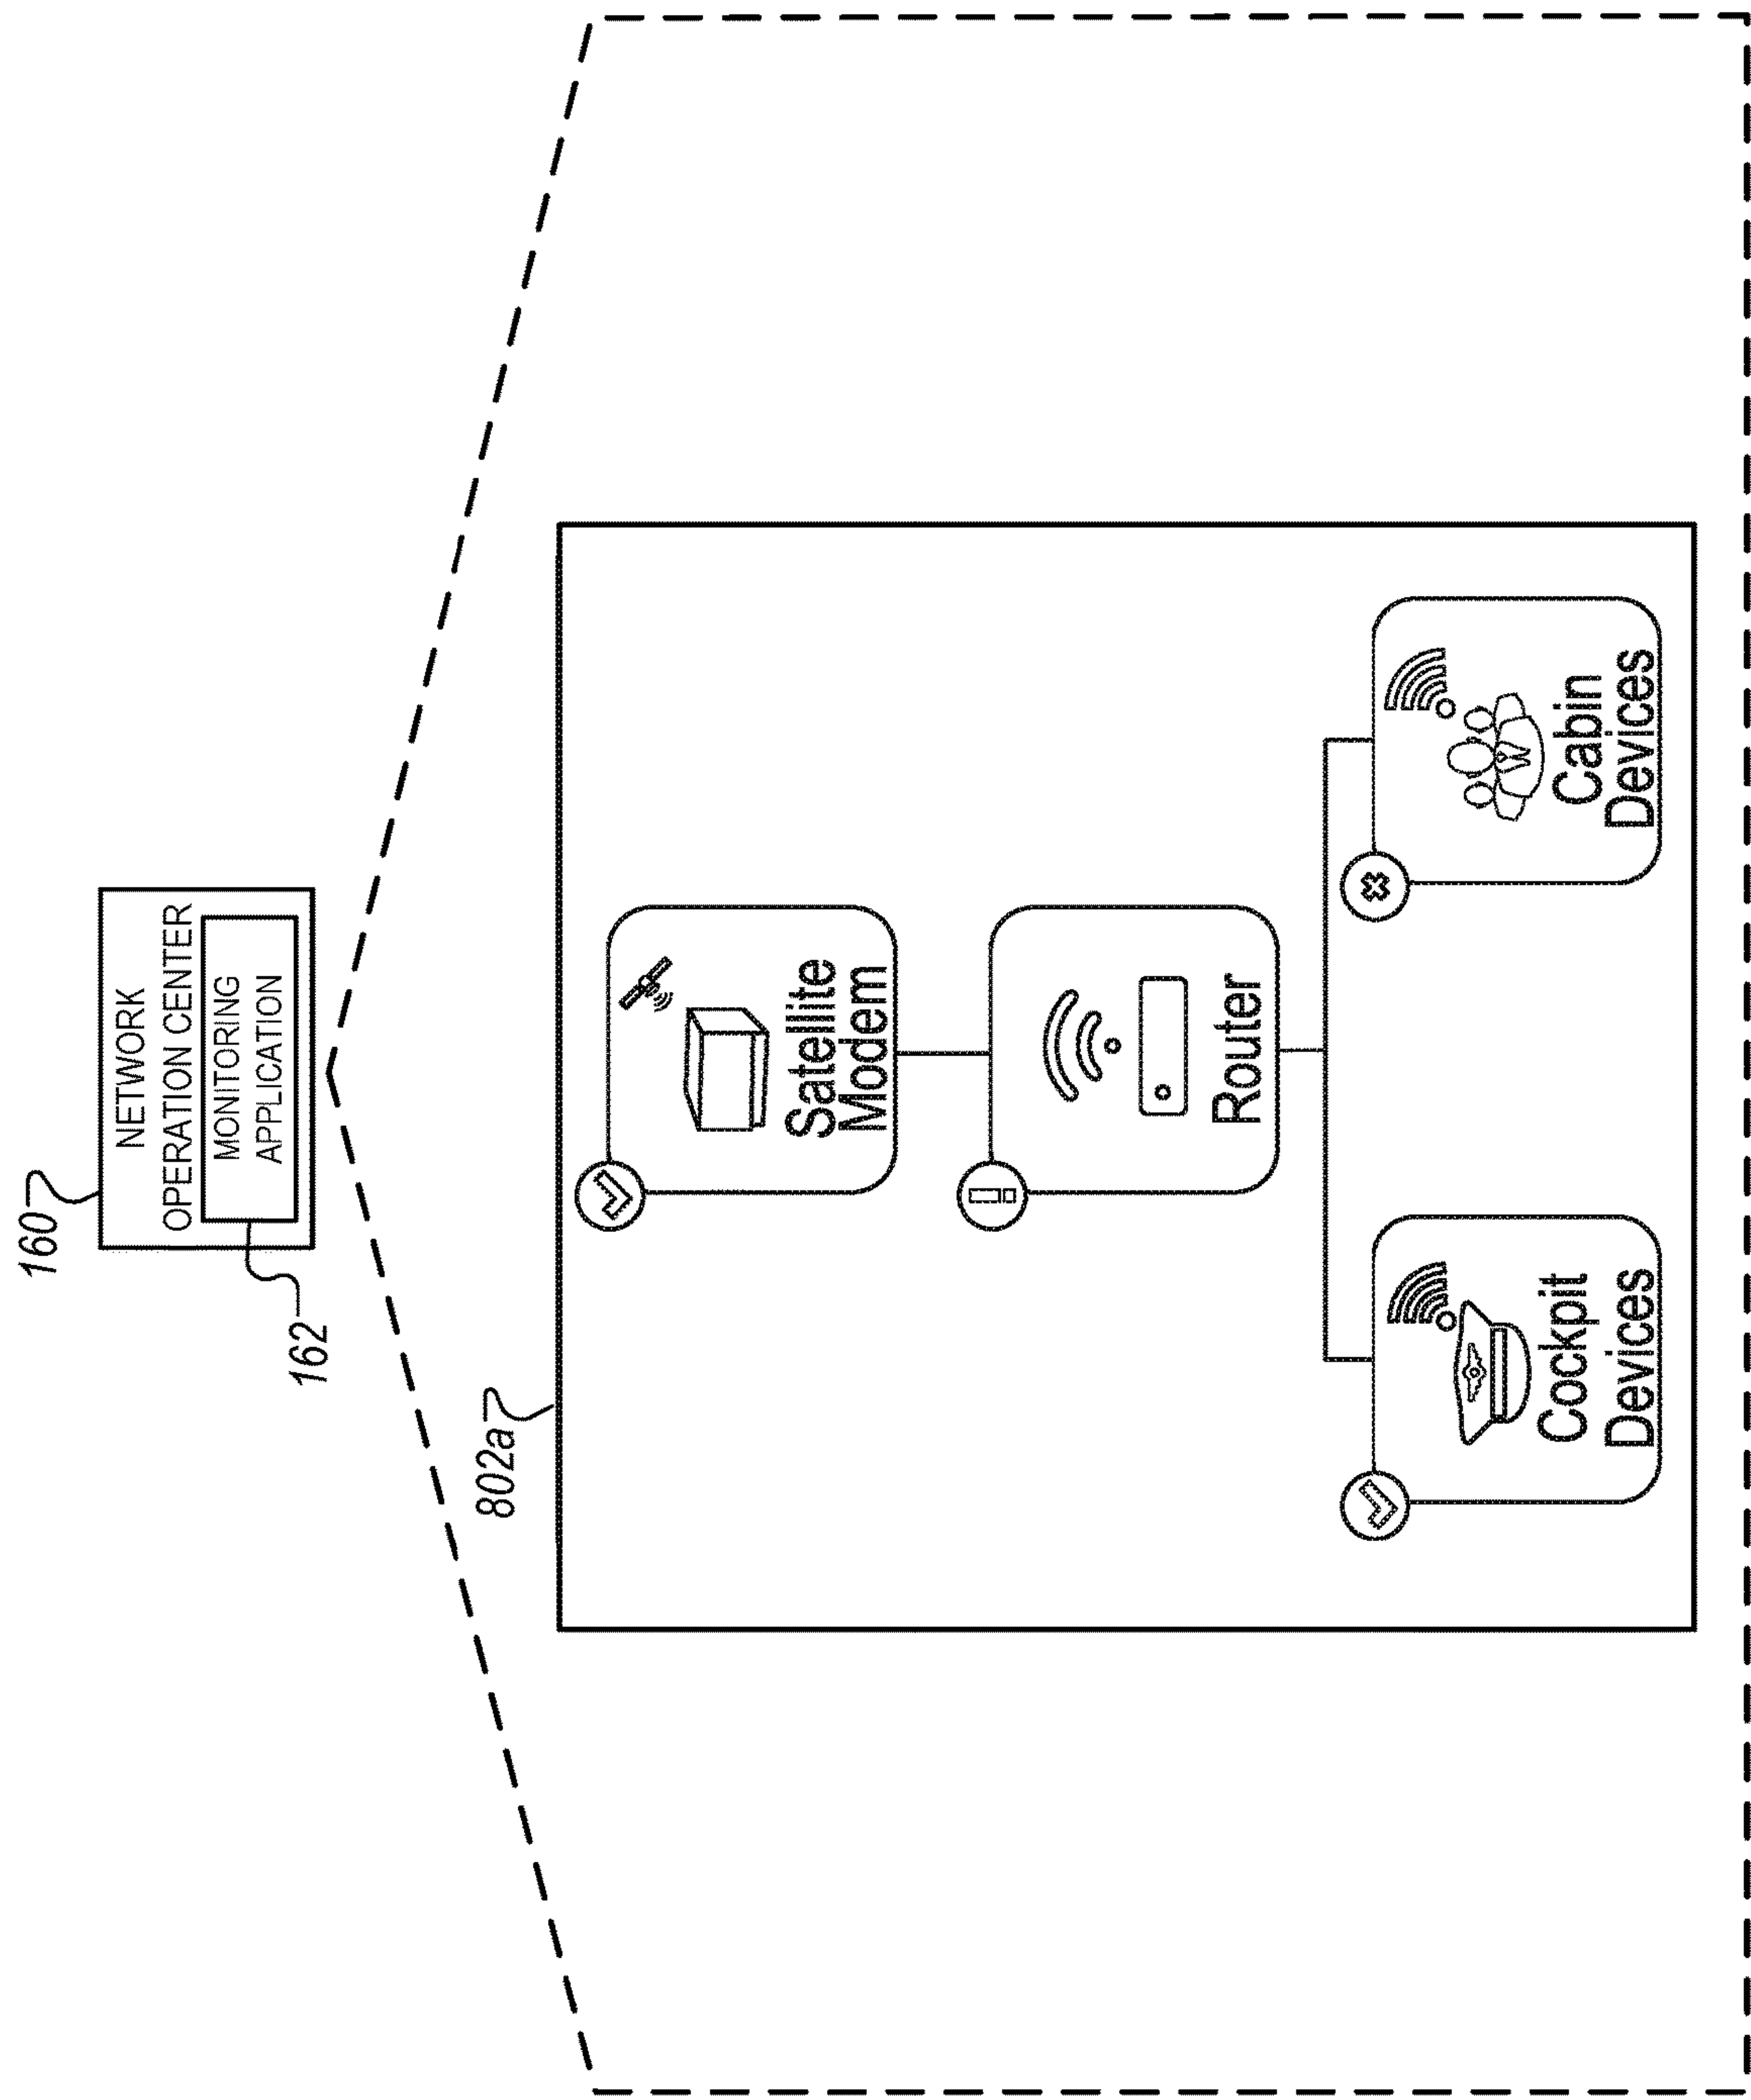 160
NETWORK
OPERATION CENTER
MONITORING
APPLICATION
162
802a
Satellite
Modem
Router
Cockpit
Devices
Cabin
Devices